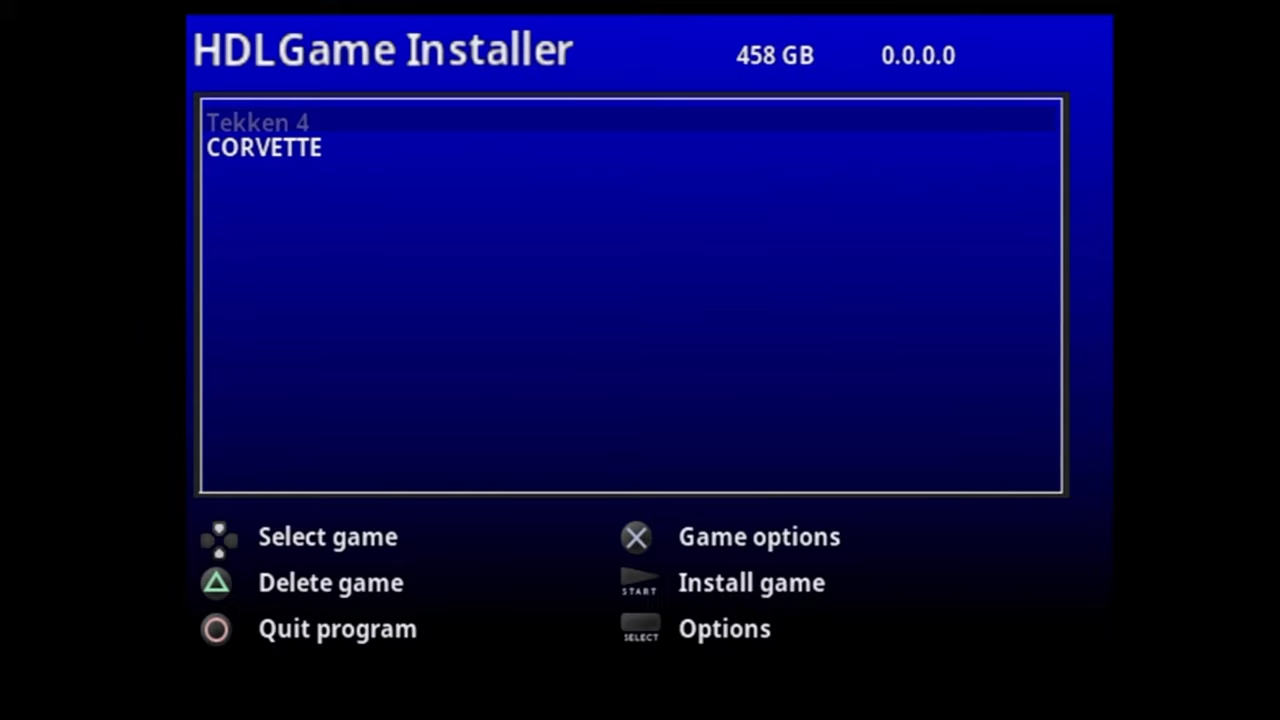 HDLGame Installer 458 GB 0.0.0.0
Tekken 4
CORVETTE
Select game Game options
Delete game START Install game
Quit program SELECT Options